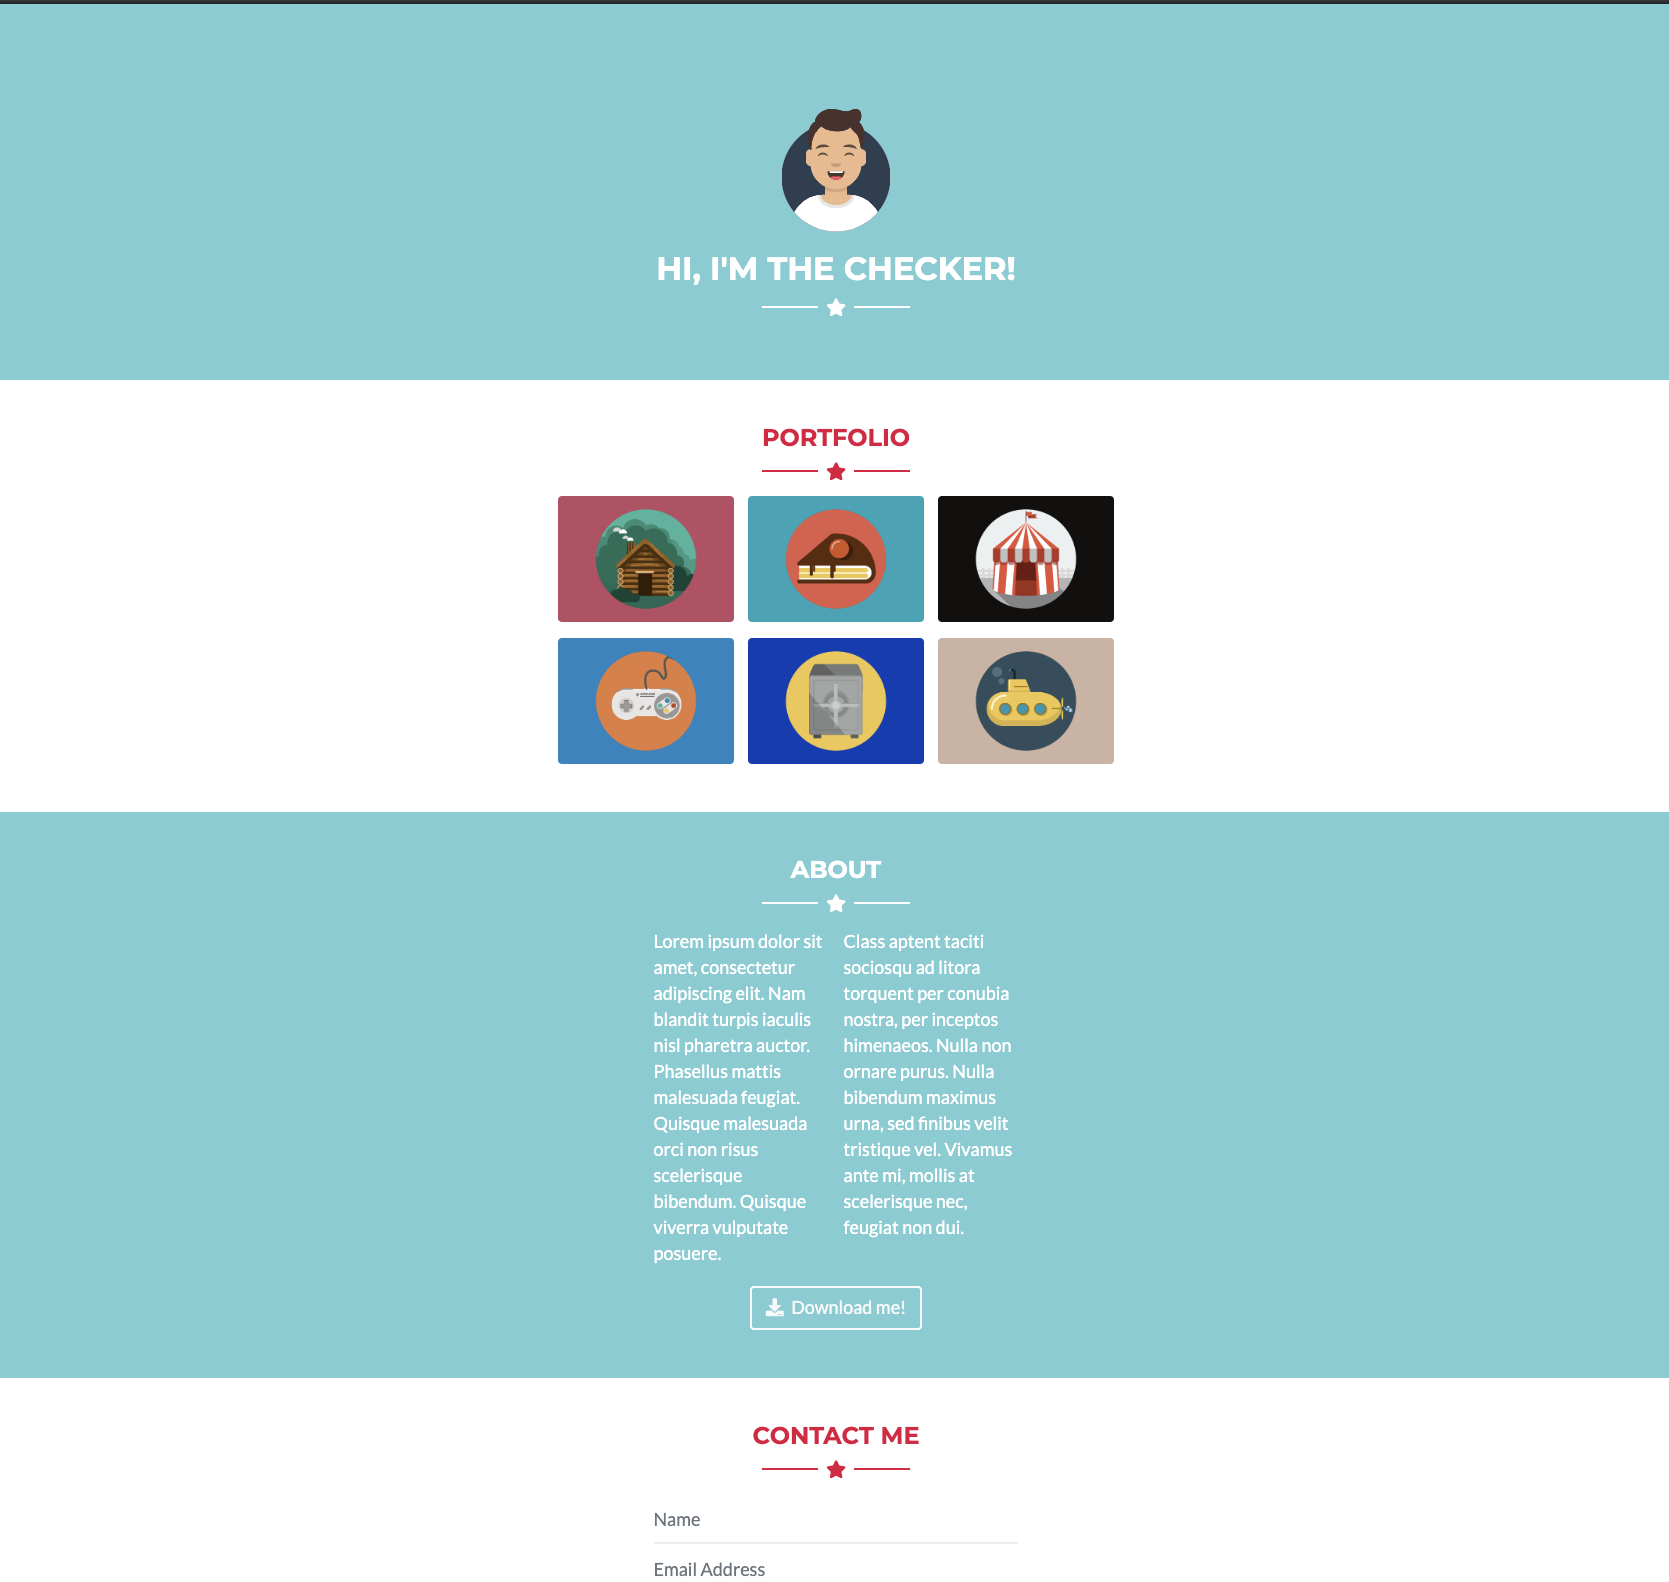 HI, I'M THE CHECKER!
PORTFOLIO
ABOUT
Lorem ipsum dolor sit
amet, consectetur
adipiscing elit. Nam
blandit turpis iaculis
nisl pharetra auctor.
Phasellus mattis
malesuada feugiat.
Quisque malesuada
orci non risus
scelerisque
bibendum. Quisque
viverra vulputate
posuere.
Class aptent taciti
sociosqu ad litora
torquent per conubia
nostra, per inceptos
himenaeos. Nulla non
ornare purus. Nulla
bibendum maximus
urna, sed finibus velit
tristique vel. Vivamus
ante mi, mollis at
scelerisque nec,
feugiat non dui.
Download me!
CONTACT ME
Name
Email Address